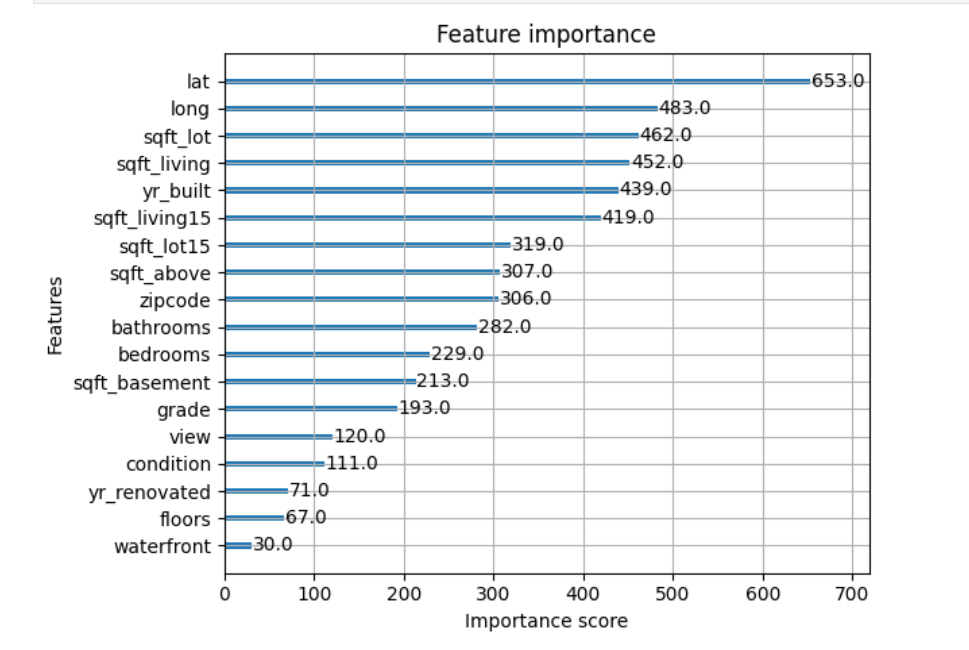 Feature importance
Features
lat 653.0
long 483.0
sqft_lot 462.0
sqft_living 452.0
yr_built 439.0
sqft_living15 419.0
sqft_lot15 319.0
sqft_above 307.0
zipcode 306.0
bathrooms 282.0
bedrooms 229.0
sqft_basement 213.0
grade 193.0
view 120.0
condition 111.0
yr_renovated 71.0
floors 67.0
waterfront 30.0
0 100 200 300 400 500 600 700
Importance score